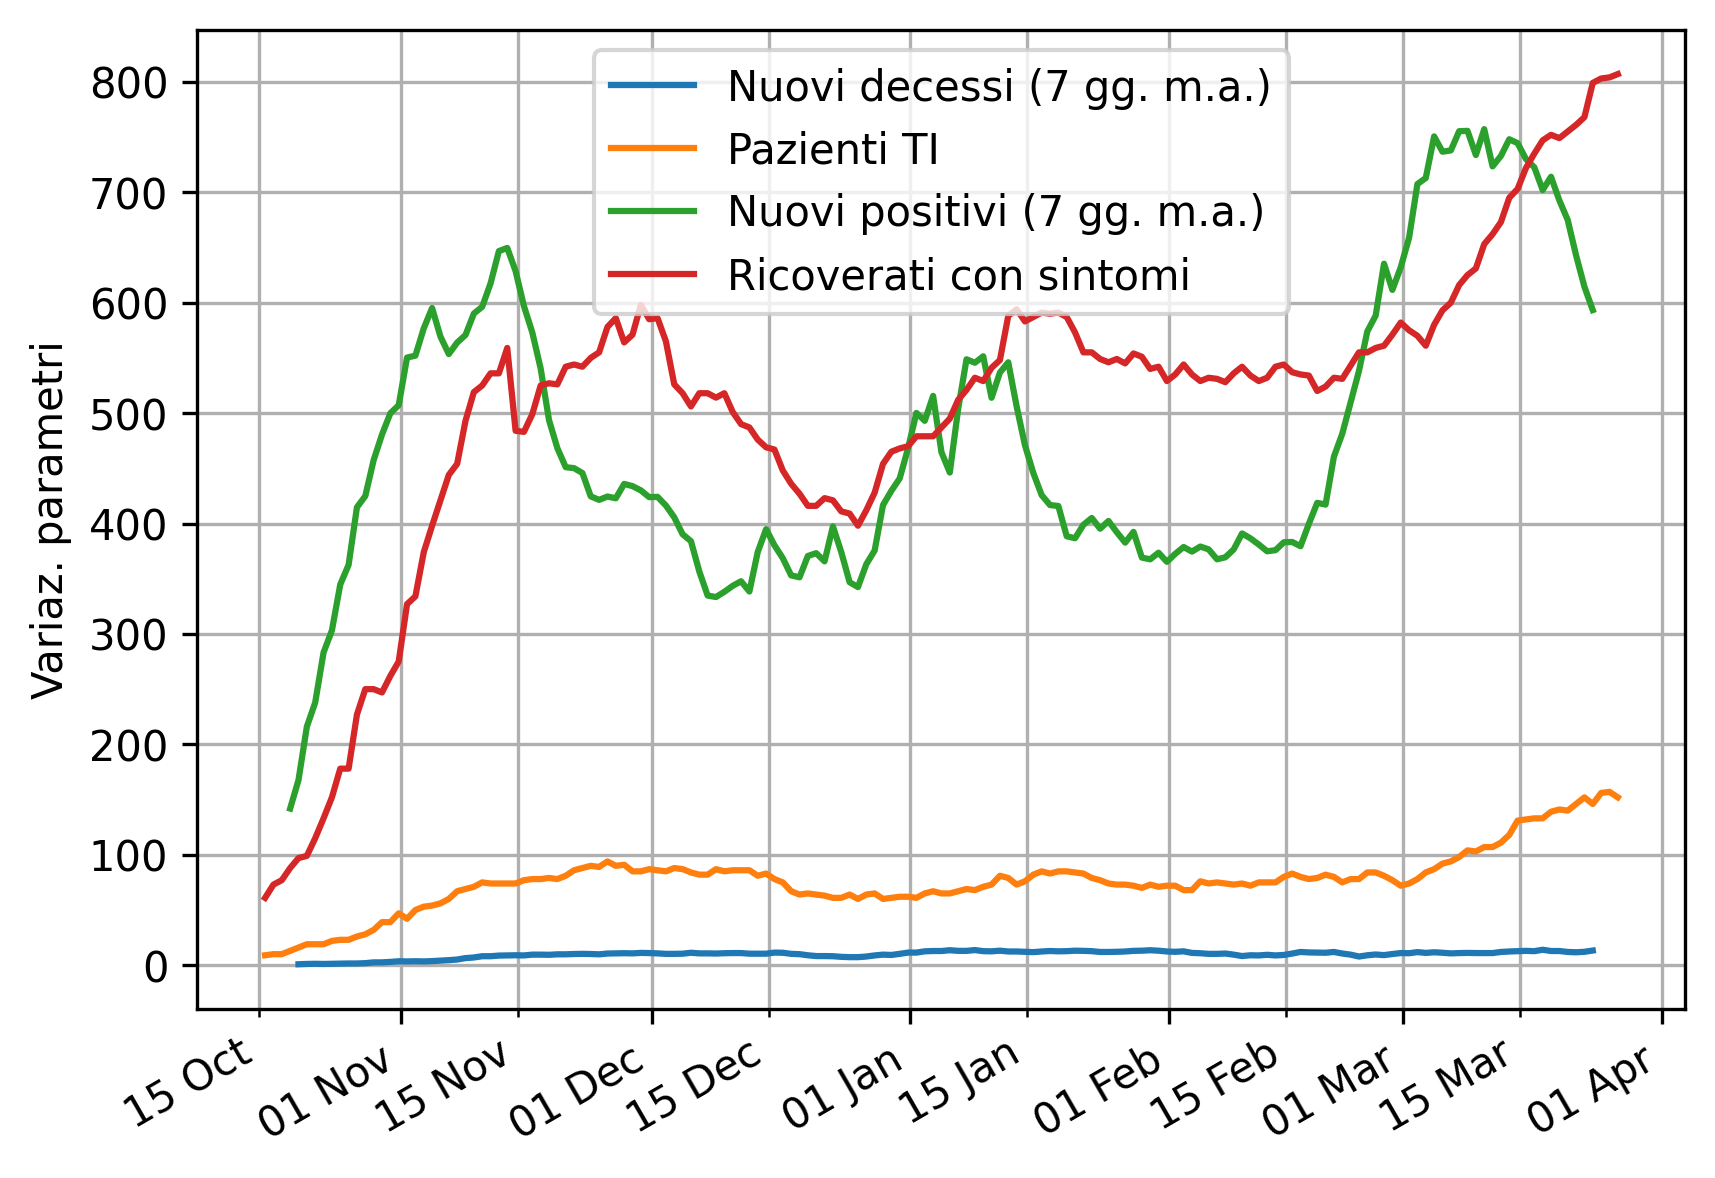 Nuovi decessi (7 gg. m.a.)
Pazienti TI
Nuovi positivi (7 gg. m.a.)
Ricoverati con sintomi
Variaz. parametri
800
700
600
500
400
300
200
100
0
15 Oct
01 Nov
15 Nov
01 Dec
15 Dec
01 Jan
15 Jan
01 Feb
15 Feb
01 Mar
15 Mar
01 Apr